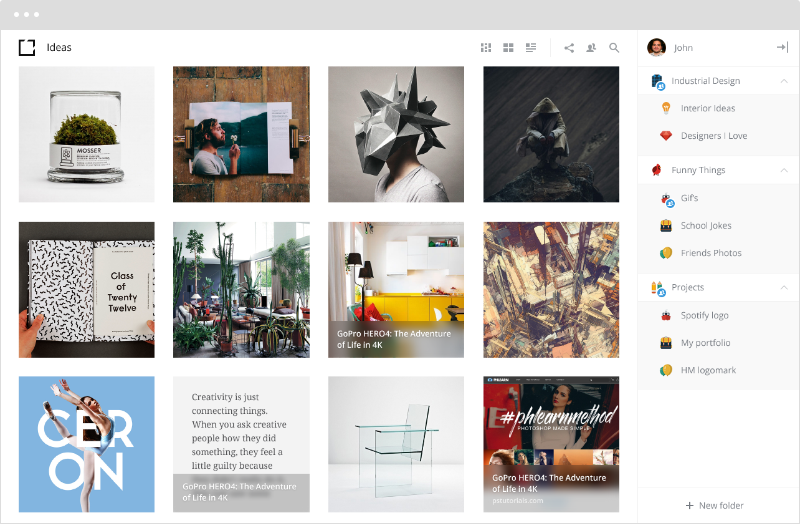 Ideas
John
MOSSER
Class
of
Twenty
Twelve
GoPro HERO4: The Adventure
of Life in 4K
CER
ON
Creativity is just
connecting things.
When you ask creative
people how they did
something, they feel a
little guilty because
GoPro HERO4: The Adventure
of Life in 4K
PHLEARN
#phlearnmethod
PHOTOSHOP MADE SIMPLE
GoPro HERO4: The Adventure
of Life in 4K
Industrial Design
Interior Ideas
Designers I Love
Funny Things
Gif's
School Jokes
Friends Photos
Projects
Spotify logo
My portfolio
HM logomark
+ New folder